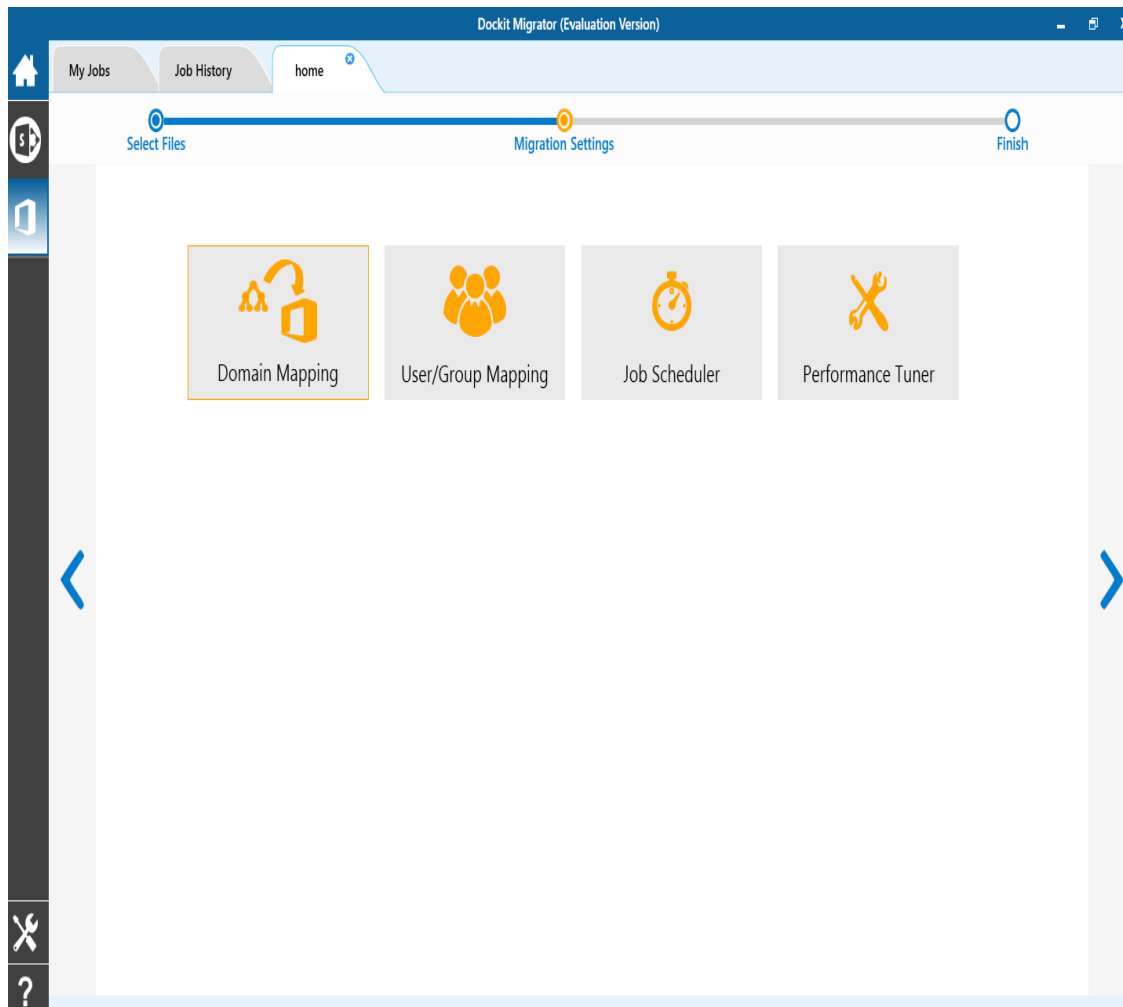 Dockit Migrator (Evaluation Version)
My Jobs
Job History
home
Select Files
Migration Settings
Finish
Domain Mapping
User/Group Mapping
Job Scheduler
Performance Tuner